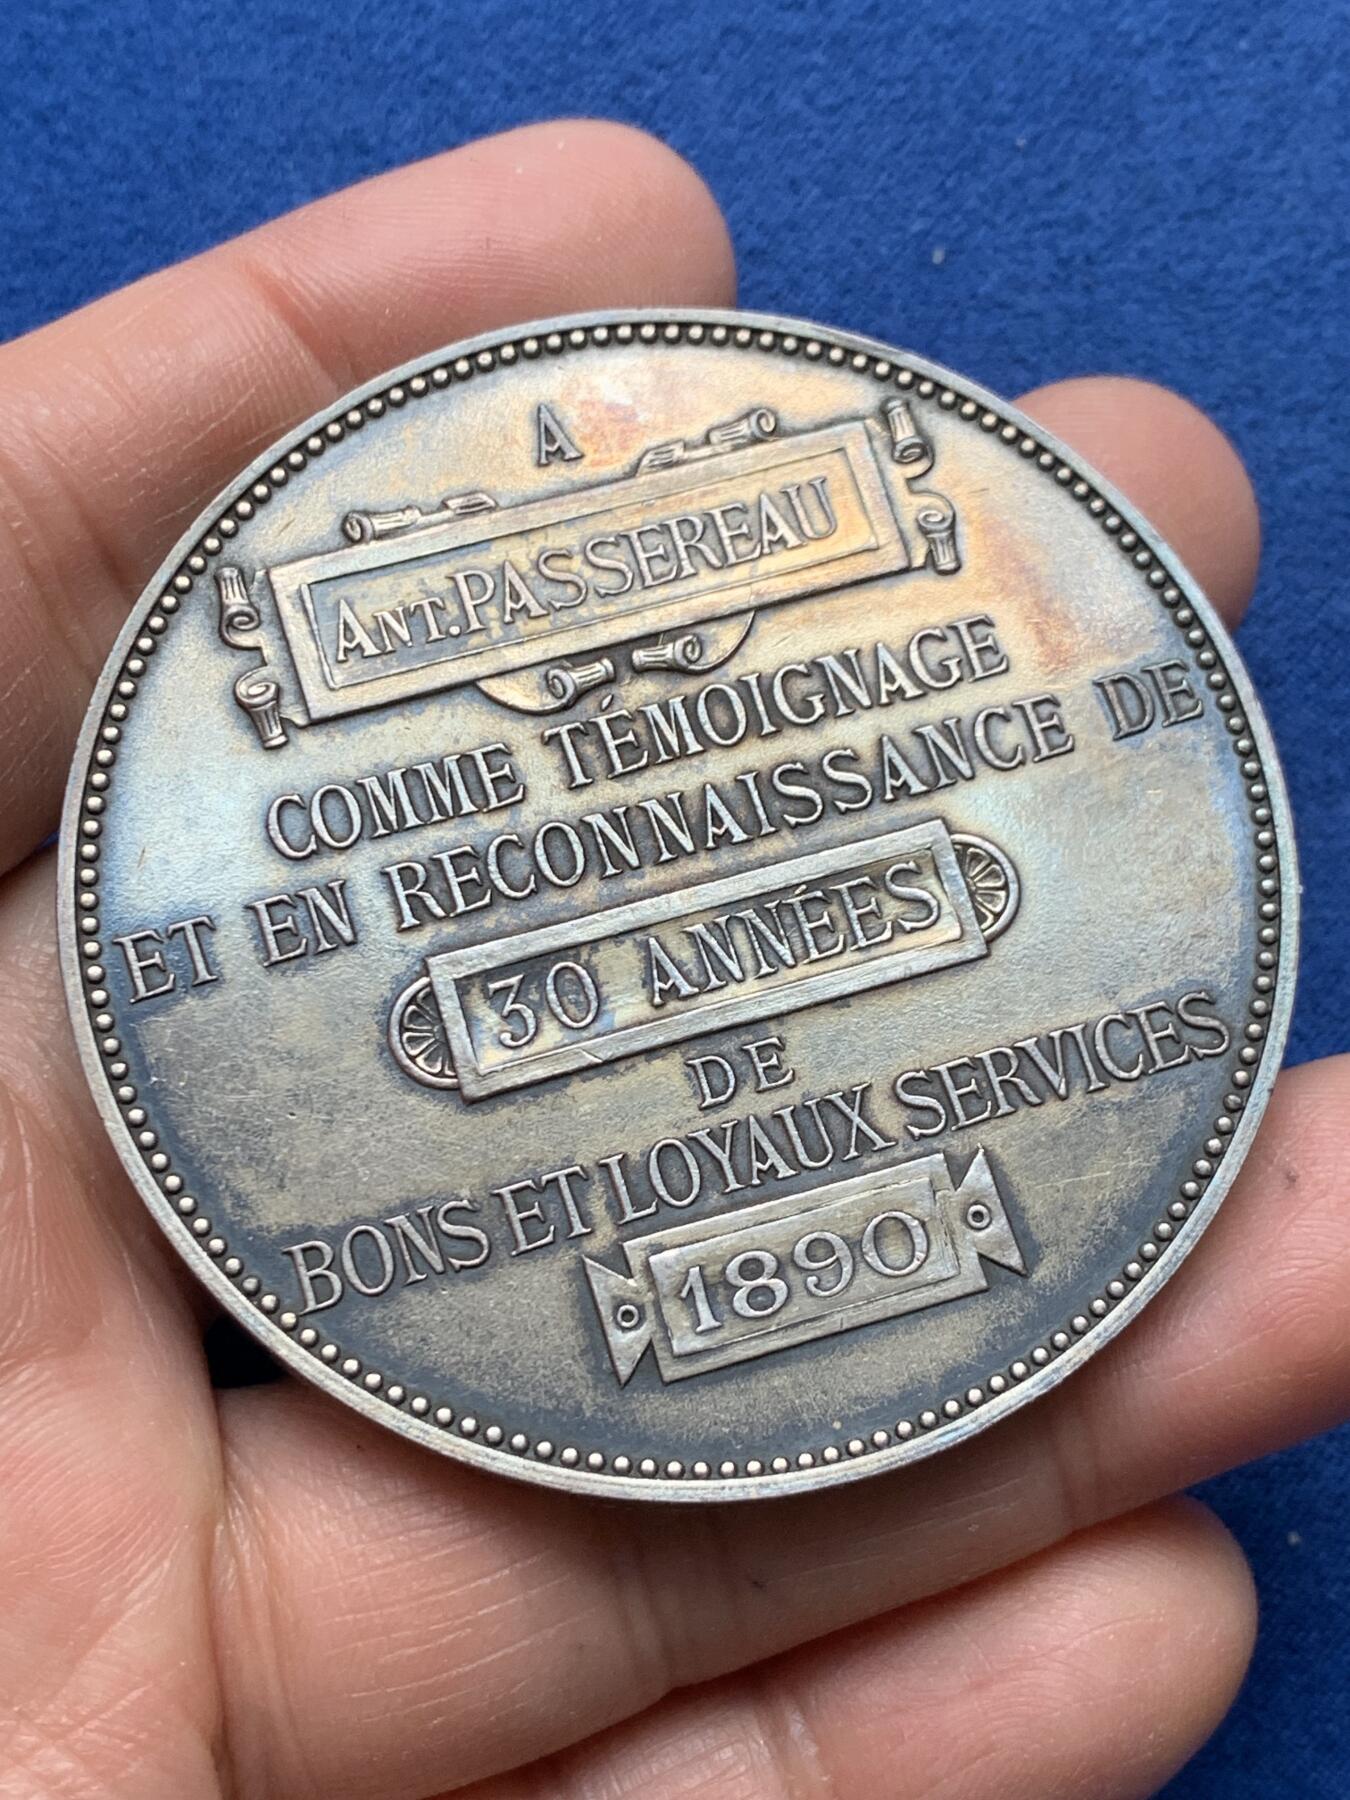 A
ANT. PASSEREAU
COMME TÉMOIGNAGE
ET EN RECONNAISSANCE DE
30 ANNÉES
DE
BONS ET LOYAUX SERVICES
1890